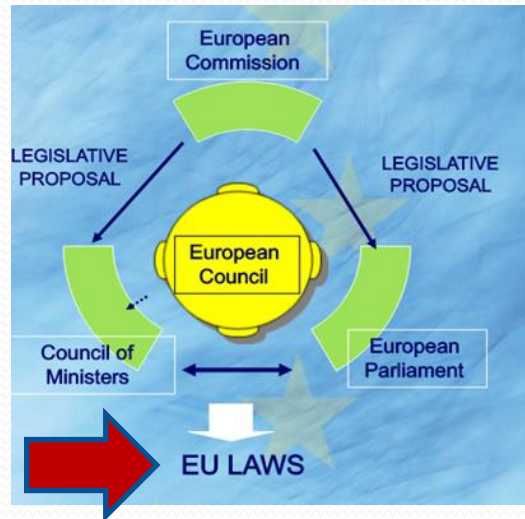 European
Commission
LEGISLATIVE
PROPOSAL
LEGISLATIVE
PROPOSAL
European
Council
Council of
Ministers
European
Parliament
EU LAWS